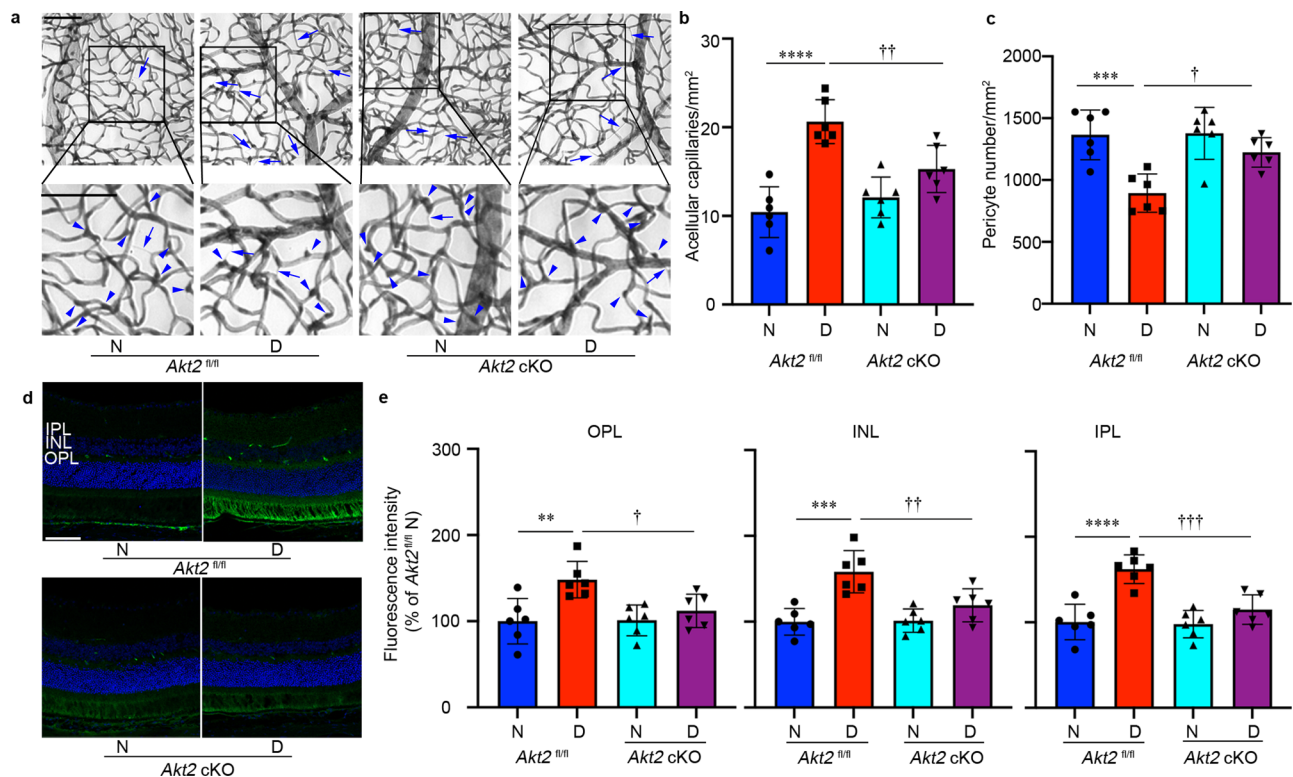 a
N
D
N
D
Akt2 fl/fl
Akt2 cKO
b
Acellular capillaries/mm²
30
20
10
0
****
††
N
D
N
D
Akt2 fl/fl
Akt2 cKO
c
Pericyte number/mm²
2000
1500
1000
500
0
***
†
N
D
N
D
Akt2 fl/fl
Akt2 cKO
d
IPL
INL
OPL
N
D
Akt2 fl/fl
N
D
Akt2 cKO
e
Fluorescence intensity
(% of Akt2 fl/fl N)
300
200
100
0
OPL
**
†
N
D
N
D
Akt2 fl/fl
Akt2 cKO
INL
***
††
N
D
N
D
Akt2 fl/fl
Akt2 cKO
IPL
****
†††
N
D
N
D
Akt2 fl/fl
Akt2 cKO